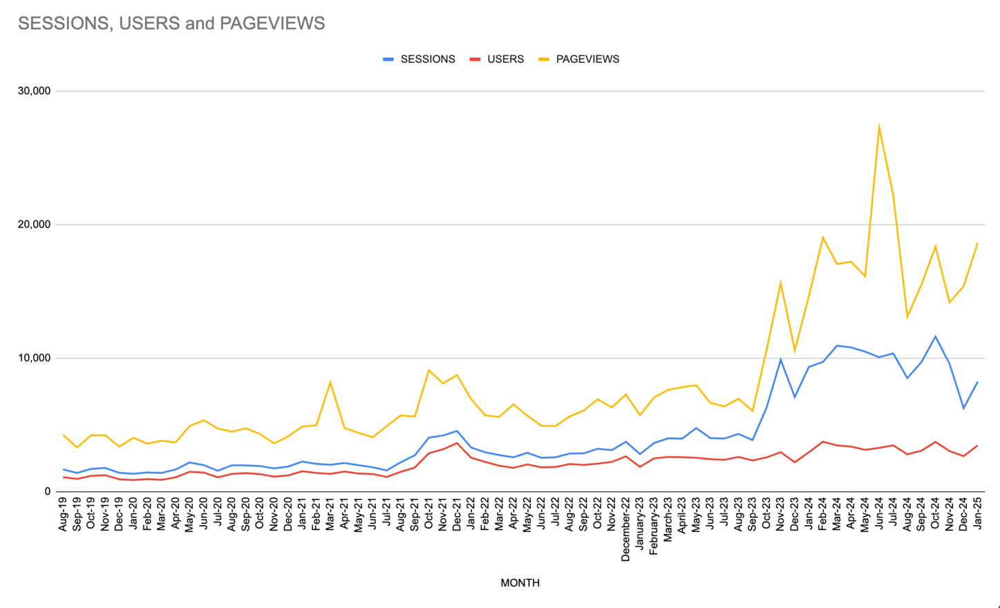 SESSIONS, USERS and PAGEVIEWS
SESSIONS
USERS
PAGEVIEWS
30,000
20,000
10,000
0
Aug-19
Sep-19
Oct-19
Nov-19
Dec-19
Jan-20
Feb-20
Mar-20
Apr-20
May-20
Jun-20
Jul-20
Aug-20
Sep-20
Oct-20
Nov-20
Dec-20
Jan-21
Feb-21
Mar-21
Apr-21
May-21
Jun-21
Jul-21
Aug-21
Sep-21
Oct-21
Nov-21
Dec-21
Jan-22
Feb-22
Mar-22
Apr-22
May-22
Jun-22
Jul-22
Aug-22
Sep-22
Oct-22
Nov-22
December-22
January-23
February-23
March-23
April-23
May-23
Jun-23
Jul-23
Aug-23
Sep-23
Oct-23
Nov-23
Dec-23
Jan-24
Feb-24
Mar-24
Apr-24
May-24
Jun-24
Jul-24
Aug-24
Sep-24
Oct-24
Nov-24
Dec-24
Jan-25
MONTH